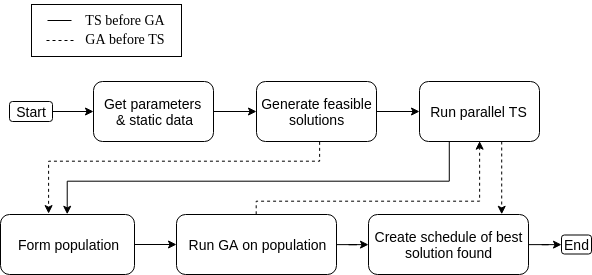 TS before GA
GA before TS
Start
Get parameters
& static data
Generate feasible
solutions
Run parallel TS
Form population
Run GA on population
Create schedule of best
solution found
End